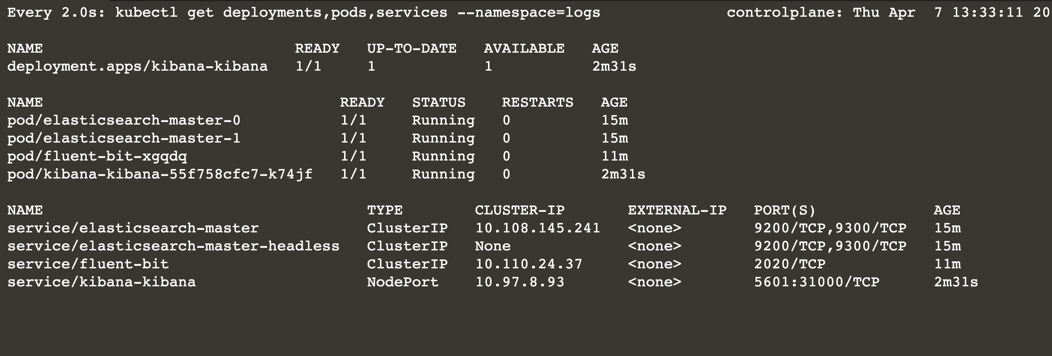 Every 2.0s: kubectl get deployments,pods,services --namespace=logs controlplane: Thu Apr 7 13:33:11 20
NAME READY UP-TO-DATE AVAILABLE AGE
deployment.apps/kibana-kibana 1/1 1 1 2m31s
NAME READY STATUS RESTARTS AGE
pod/elasticsearch-master-0 1/1 Running 0 15m
pod/elasticsearch-master-1 1/1 Running 0 15m
pod/fluent-bit-xgqdq 1/1 Running 0 11m
pod/kibana-kibana-55f758cfc7-k74jf 1/1 Running 0 2m31s
NAME TYPE CLUSTER-IP EXTERNAL-IP PORT(S) AGE
service/elasticsearch-master ClusterIP 10.108.145.241 <none> 9200/TCP,9300/TCP 15m
service/elasticsearch-master-headless ClusterIP None <none> 9200/TCP,9300/TCP 15m
service/fluent-bit ClusterIP 10.110.24.37 <none> 2020/TCP 11m
service/kibana-kibana NodePort 10.97.8.93 <none> 5601:31000/TCP 2m31s